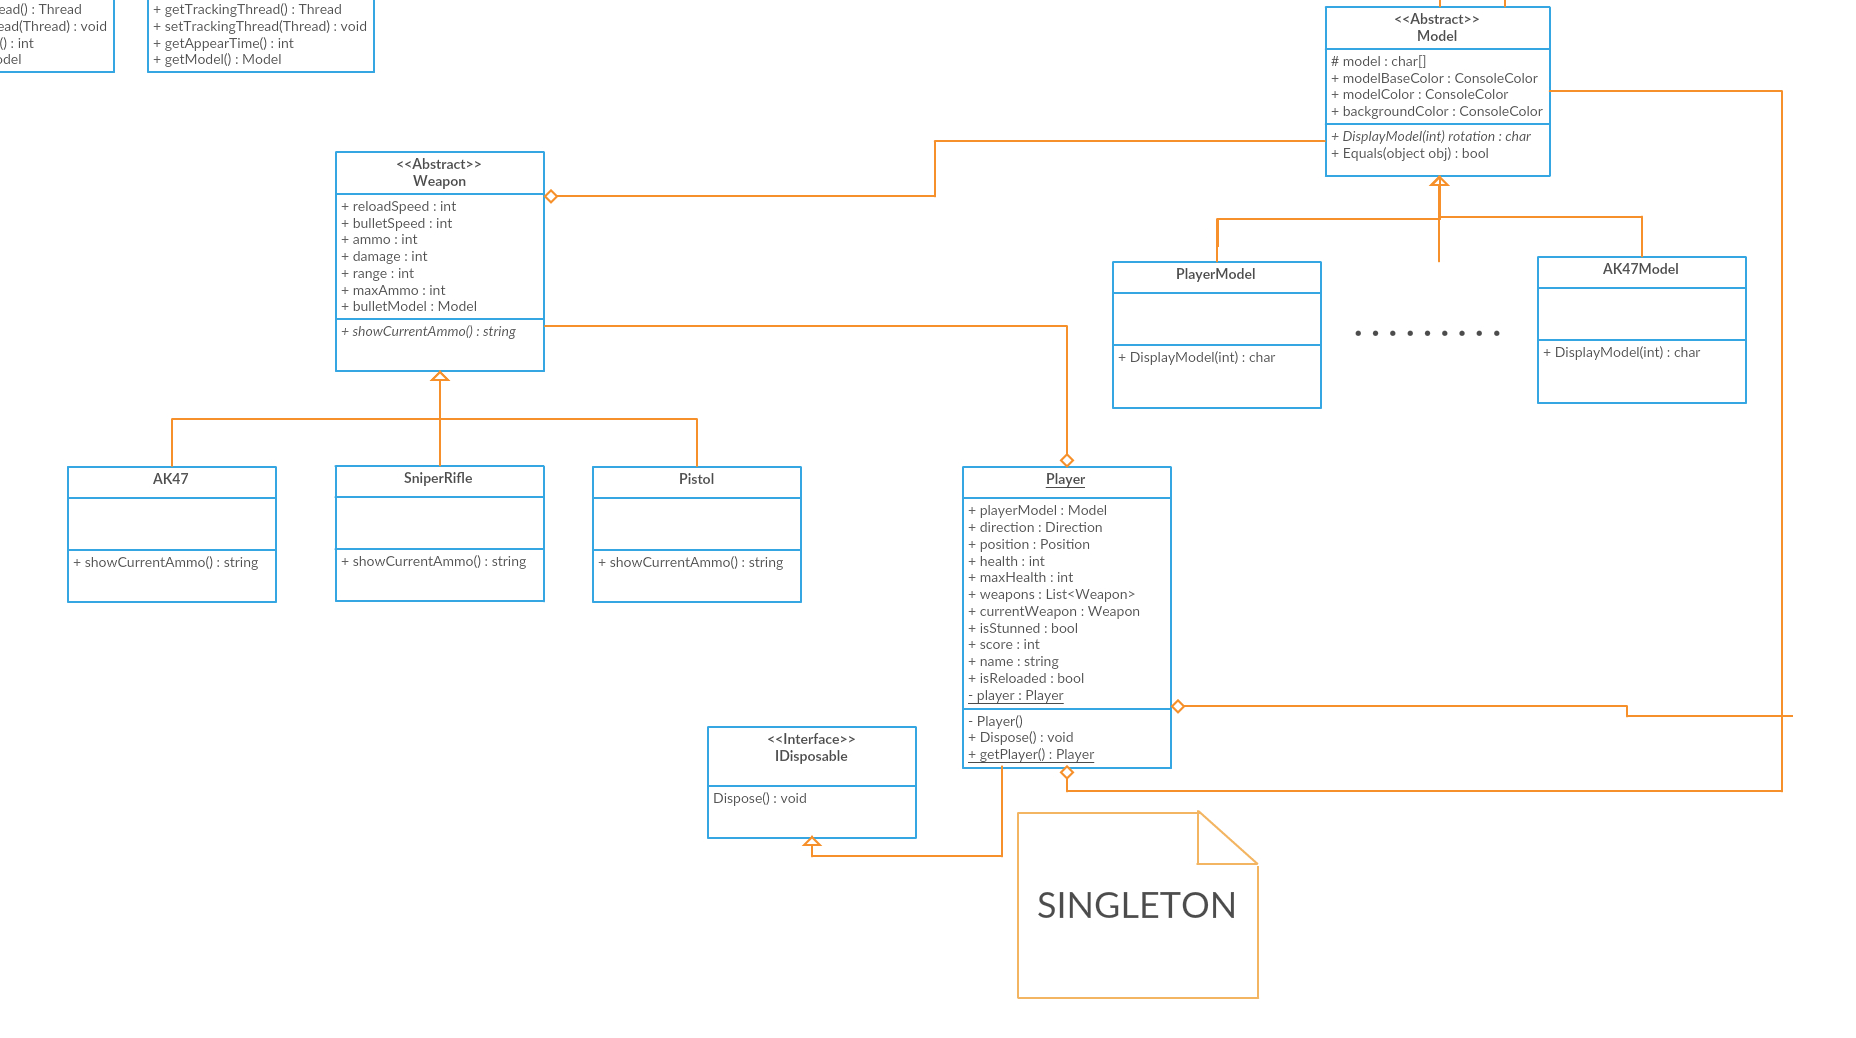 ead() : Thread
ead(Thread) : void
() : int
odel
+ getTrackingThread() : Thread
+ setTrackingThread(Thread) : void
+ getAppearTime() : int
+ getModel() : Model
<<Abstract>>
Model
# model : char[]
+ modelBaseColor : ConsoleColor
+ modelColor : ConsoleColor
+ backgroundColor : ConsoleColor
+ DisplayModel(int) rotation : char
+ Equals(object obj) : bool
<<Abstract>>
Weapon
+ reloadSpeed : int
+ bulletSpeed : int
+ ammo : int
+ damage : int
+ range : int
+ maxAmmo : int
+ bulletModel : Model
+ showCurrentAmmo() : string
PlayerModel
+ DisplayModel(int) : char
AK47Model
+ DisplayModel(int) : char
AK47
+ showCurrentAmmo() : string
SniperRifle
+ showCurrentAmmo() : string
Pistol
+ showCurrentAmmo() : string
Player
+ playerModel : Model
+ direction : Direction
+ position : Position
+ health : int
+ maxHealth : int
+ weapons : List<Weapon>
+ currentWeapon : Weapon
+ isStunned : bool
+ score : int
+ name : string
+ isReloaded : bool
- player : Player
- Player()
+ Dispose() : void
+ getPlayer() : Player
<<Interface>>
IDisposable
Dispose() : void
SINGLETON